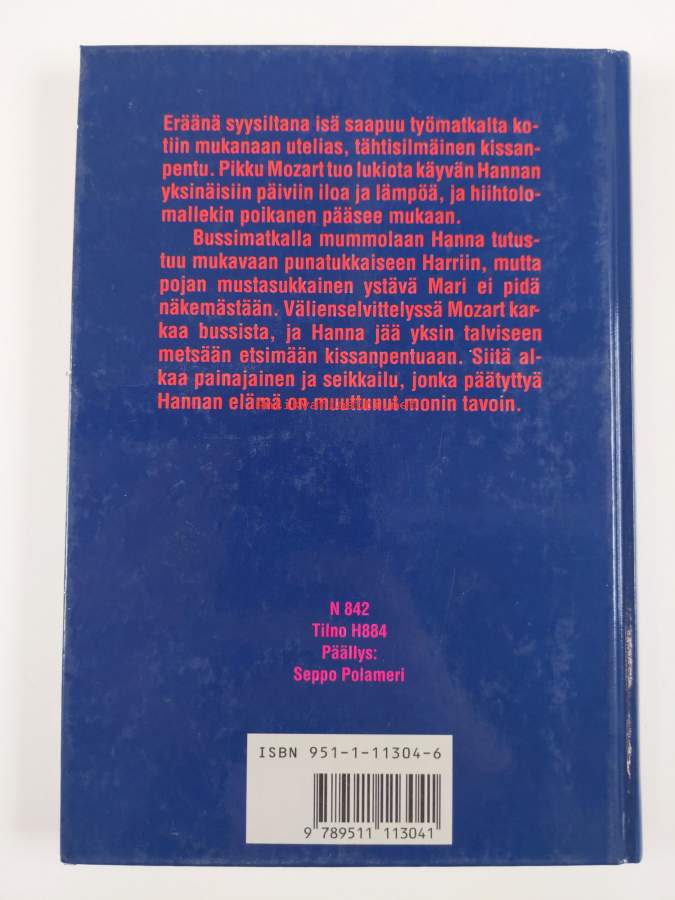 Eräänä syysiltana isä saapuu työmatkalta ko-
tiin mukanaan utelias, tähtisilmäinen kissan-
pentu. Pikku Mozart tuo lukiota käyvän Hannan
yksinäisiin päiviin iloa ja lämpöä, ja hiihtolo-
mallekin poikanen pääsee mukaan.
Bussimatkalla mummolaan Hanna tutus-
tuu mukavaan punatukkaiseen Harriin, mutta
pojan mustasukkainen ystävä Mari ei pidä
näkemästään. Välienselvittelyssä Mozart kar-
kaa bussista, ja Hanna jää yksin talviseen
metsään etsimään kissanpentuaan. Siitä al-
kaa painajainen ja seikkailu, jonka päätyttyä
Hannan elämä on muuttunut monin tavoin.
N 842
Tilno H884
Päällys:
Seppo Polameri
ISBN 951-1-11304-6
9 789511 113041